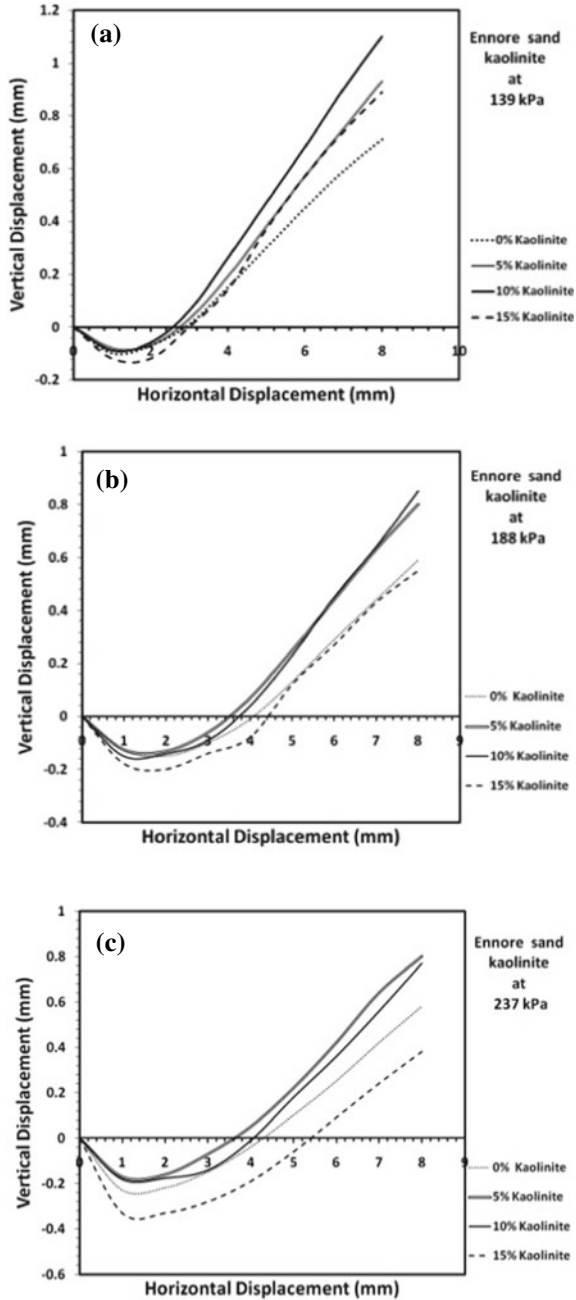 (a)
Ennore sand
kaolinite
at
139 kPa
1.2
1
0.8
0.6
0.4
0.2
0
-0.2
0 2 4 6 8 10
Vertical Displacement (mm)
Horizontal Displacement (mm)
0% Kaolinite
5% Kaolinite
10% Kaolinite
15% Kaolinite
(b)
Ennore sand
kaolinite
at
188 kPa
1
0.8
0.6
0.4
0.2
0
-0.2
-0.4
0 1 2 3 4 5 6 7 8 9
Vertical Displacement (mm)
Horizontal Displacement (mm)
0% Kaolinite
5% Kaolinite
10% Kaolinite
15% Kaolinite
(c)
Ennore sand
kaolinite
at
237 kPa
1
0.8
0.6
0.4
0.2
0
-0.2
-0.4
-0.6
0 1 2 3 4 5 6 7 8 9
Vertical Displacement (mm)
Horizontal Displacement (mm)
0% Kaolinite
5% Kaolinite
10% Kaolinite
15% Kaolinite